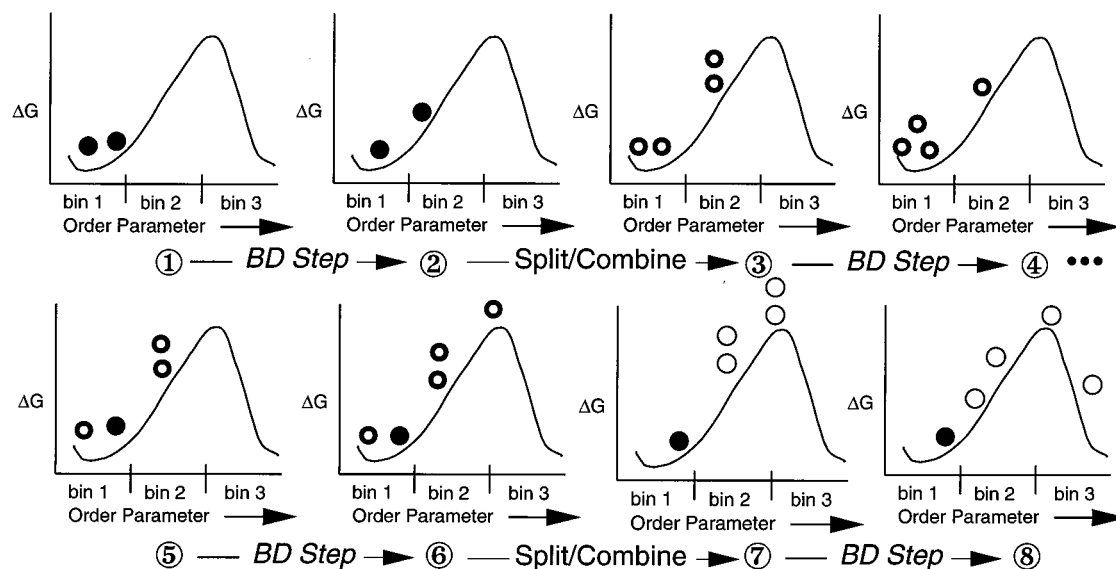 ΔG ΔG ΔG ΔG
bin 1 bin 2 bin 3 bin 1 bin 2 bin 3 bin 1 bin 2 bin 3 bin 1 bin 2 bin 3
Order Parameter Order Parameter Order Parameter Order Parameter
① BD Step ② Split/Combine ③ BD Step ④ •••
ΔG ΔG ΔG ΔG
bin 1 bin 2 bin 3 bin 1 bin 2 bin 3 bin 1 bin 2 bin 3 bin 1 bin 2 bin 3
Order Parameter Order Parameter Order Parameter Order Parameter
⑤ BD Step ⑥ Split/Combine ⑦ BD Step ⑧